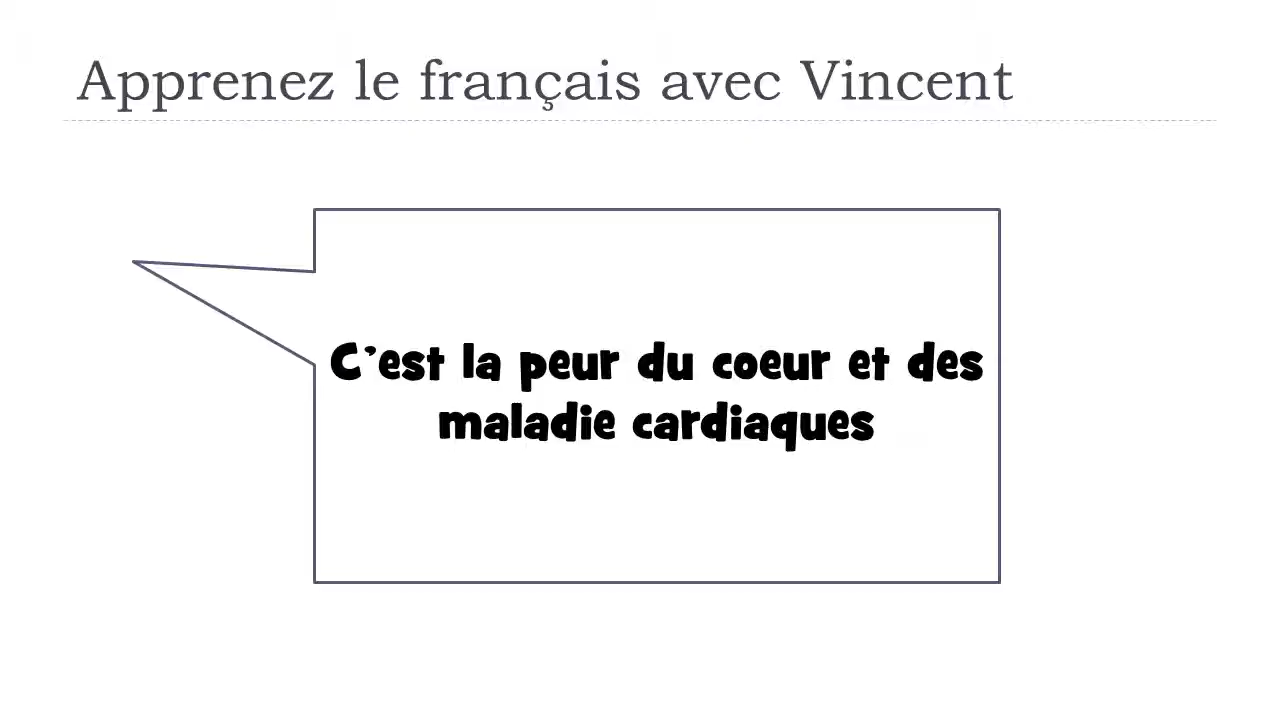 Apprenez le français avec Vincent
C'est la peur du coeur et des
maladie cardiaques